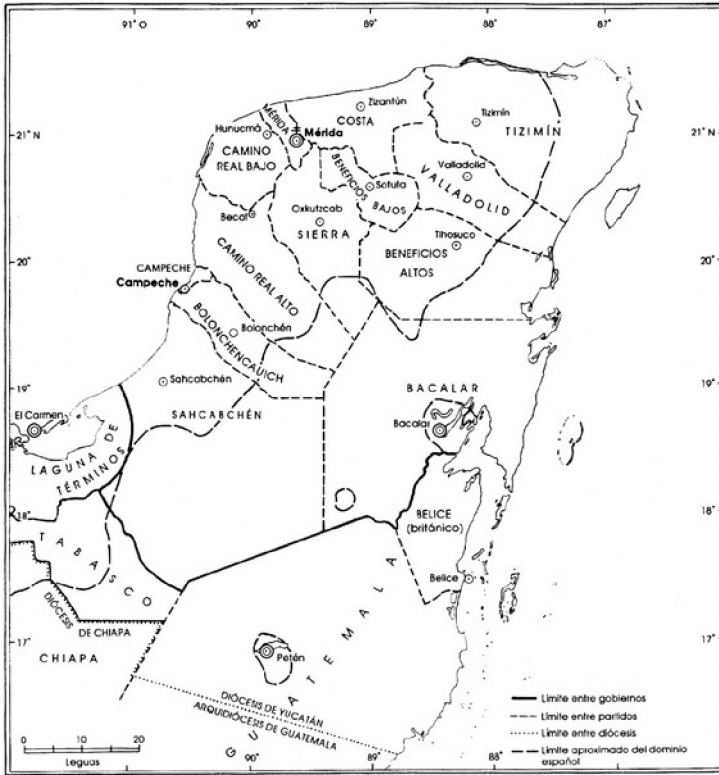 91°O
90°
89°
88°
87°
21°N
21°N
20°
20°
19°
19°
18°
18°
17°
17°
90°
89°
88°
Hunucmá
MÉRIDA
Mérida
Zizantún
COSTA
Tizimín
TIZIMÍN
CAMINO
REAL BAJO
BENEFICIOS
BAJOS
Sotuta
Valladolid
VALLADOLID
Oxkutzcab
SIERRA
Becal
Tihosuco
BENEFICIOS
ALTOS
CAMPECHE
Campeche
CAMINO REAL ALTO
BOLONCHENCAUICH
Bolonchén
Sahcabchén
SAHCABCHÉN
BACALAR
Bacalar
El Carmen
LAGUNA DE
TÉRMINOS
BELICE
(británico)
Belice
TABASCO
DIÓCESIS
DE CHIAPA
CHIAPA
Petén
GUATEMALA
DIÓCESIS DE YUCATÁN
ARQUIDIÓCESIS DE GUATEMALA
0 10 20
Leguas
Límite entre gobiernos
Límite entre partidos
Límite entre diócesis
Límite aproximado del dominio
español